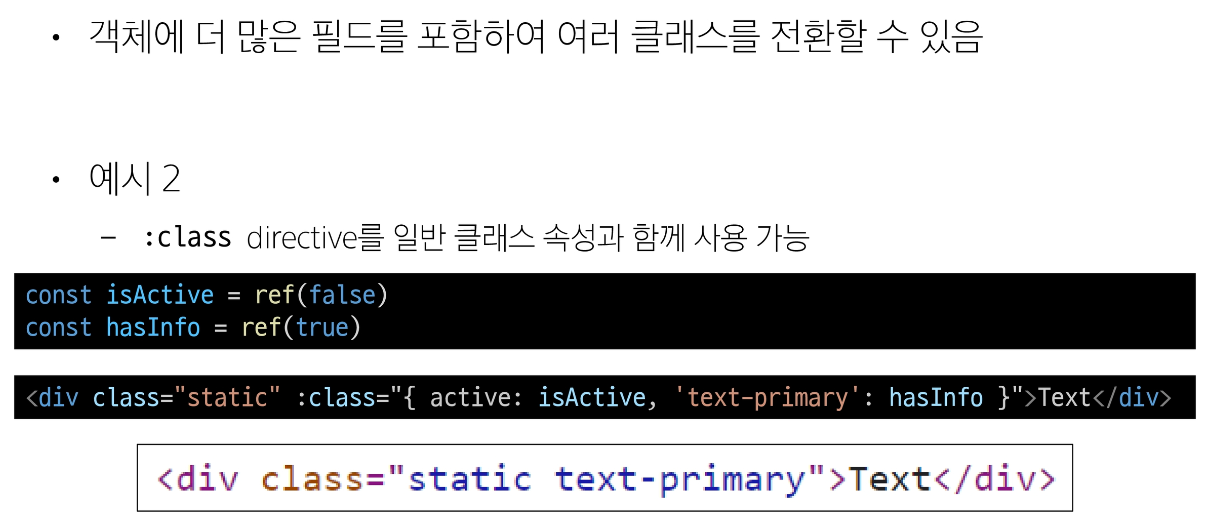 • 객체에 더 많은 필드를 포함하여 여러 클래스를 전환할 수 있음
• 예시 2
– :class directive를 일반 클래스 속성과 함께 사용 가능
const isActive = ref(false)
const hasInfo = ref(true)
<div class="static" :class="{ active: isActive, 'text-primary': hasInfo }">Text</div>
<div class="static text-primary">Text</div>